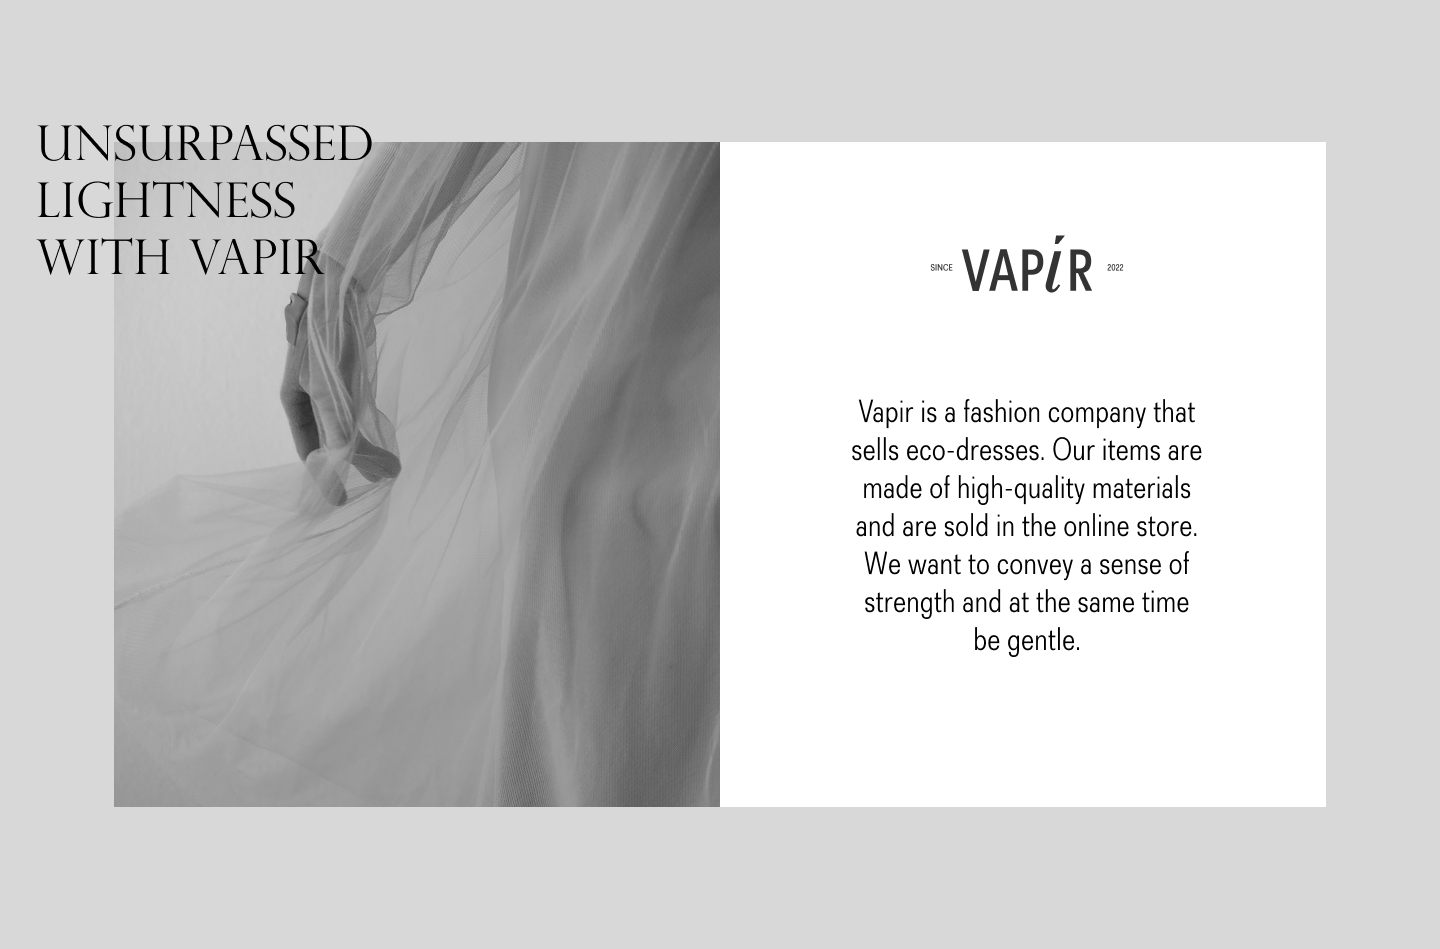 UNSURPASSED
LIGHTNESS
WITH VAPIR
SINCE VAPíR 2022
Vapir is a fashion company that
sells eco-dresses. Our items are
made of high-quality materials
and are sold in the online store.
We want to convey a sense of
strength and at the same time
be gentle.